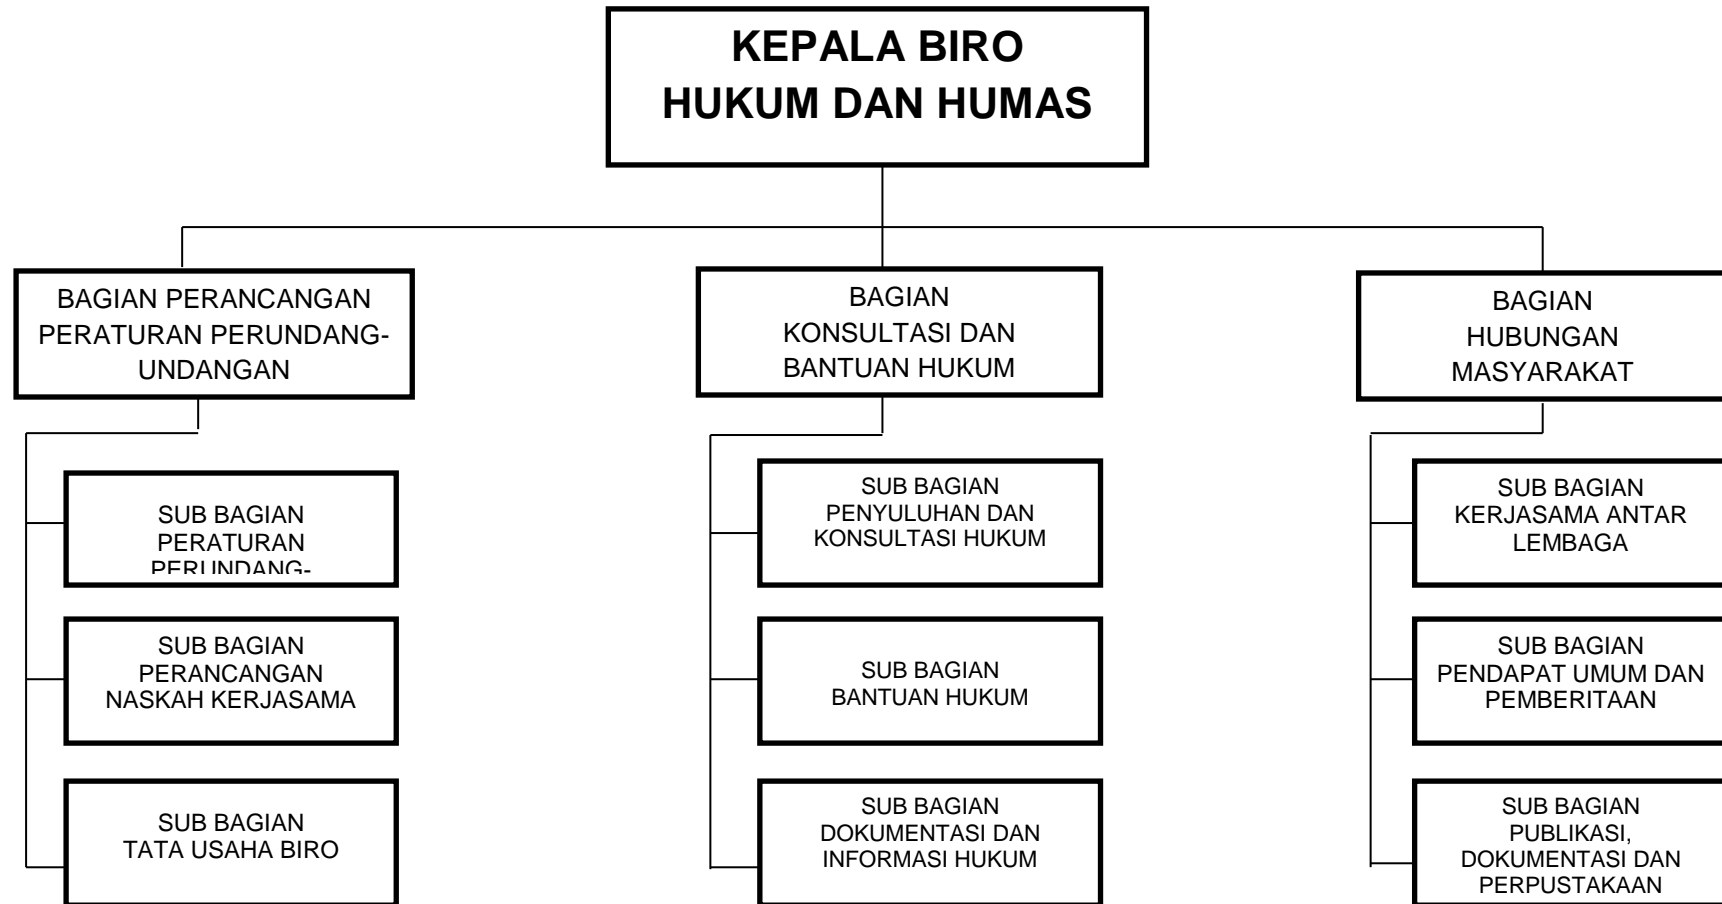 KEPALA BIRO
HUKUM DAN HUMAS
BAGIAN PERANCANGAN
PERATURAN PERUNDANG-
UNDANGAN
BAGIAN
KONSULTASI DAN
BANTUAN HUKUM
BAGIAN
HUBUNGAN
MASYARAKAT
SUB BAGIAN
PERATURAN
PERUNDANG-
SUB BAGIAN
PERANCANGAN
NASKAH KERJASAMA
SUB BAGIAN
TATA USAHA BIRO
SUB BAGIAN
PENYULUHAN DAN
KONSULTASI HUKUM
SUB BAGIAN
BANTUAN HUKUM
SUB BAGIAN
DOKUMENTASI DAN
INFORMASI HUKUM
SUB BAGIAN
KERJASAMA ANTAR
LEMBAGA
SUB BAGIAN
PENDAPAT UMUM DAN
PEMBERITAAN
SUB BAGIAN
PUBLIKASI,
DOKUMENTASI DAN
PERPUSTAKAAN